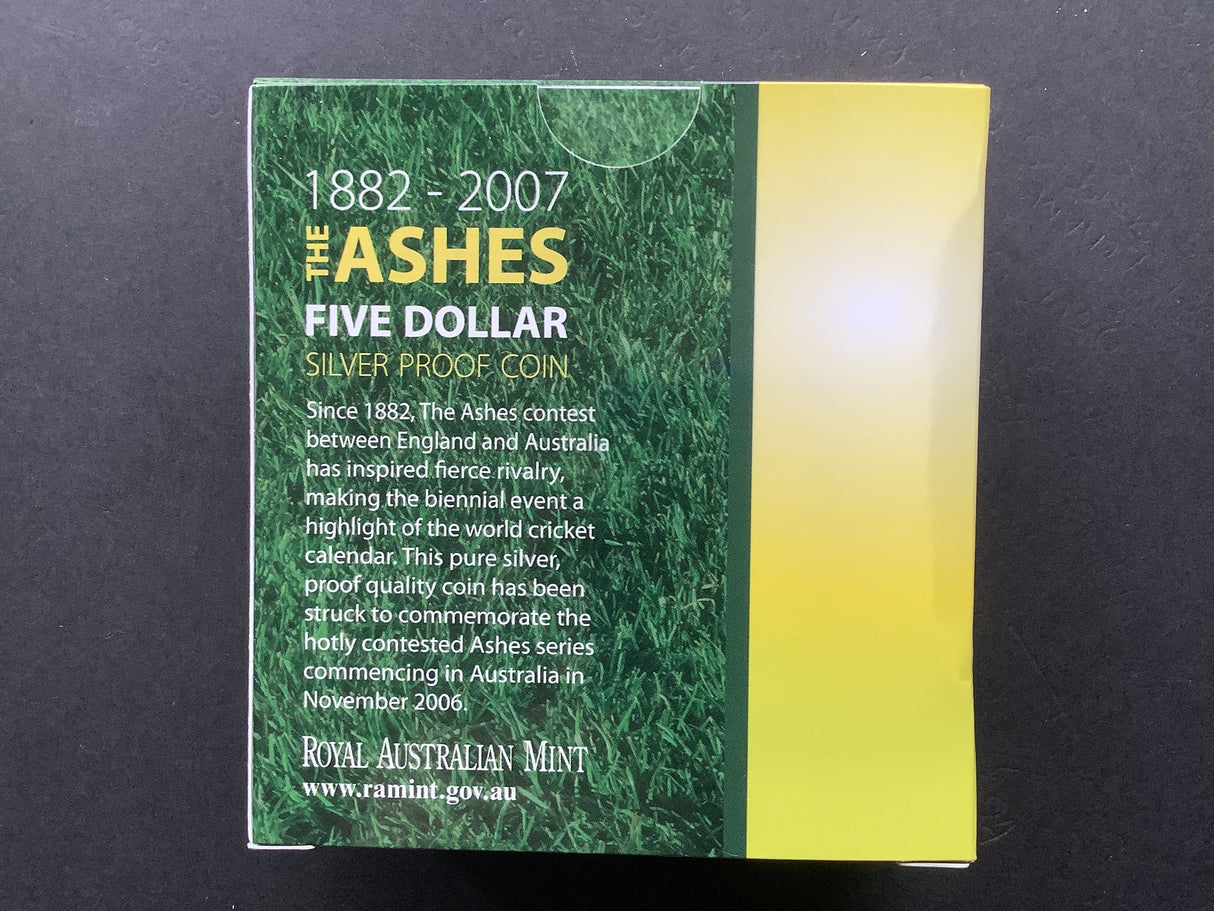 1882 - 2007
THE ASHES
FIVE DOLLAR
SILVER PROOF COIN
Since 1882, The Ashes contest
between England and Australia
has inspired fierce rivalry,
making the biennial event a
highlight of the world cricket
calendar. This pure silver,
proof quality coin has been
struck to commemorate the
hotly contested Ashes series
commencing in Australia in
November 2006.
ROYAL AUSTRALIAN MINT
www.ramint.gov.au